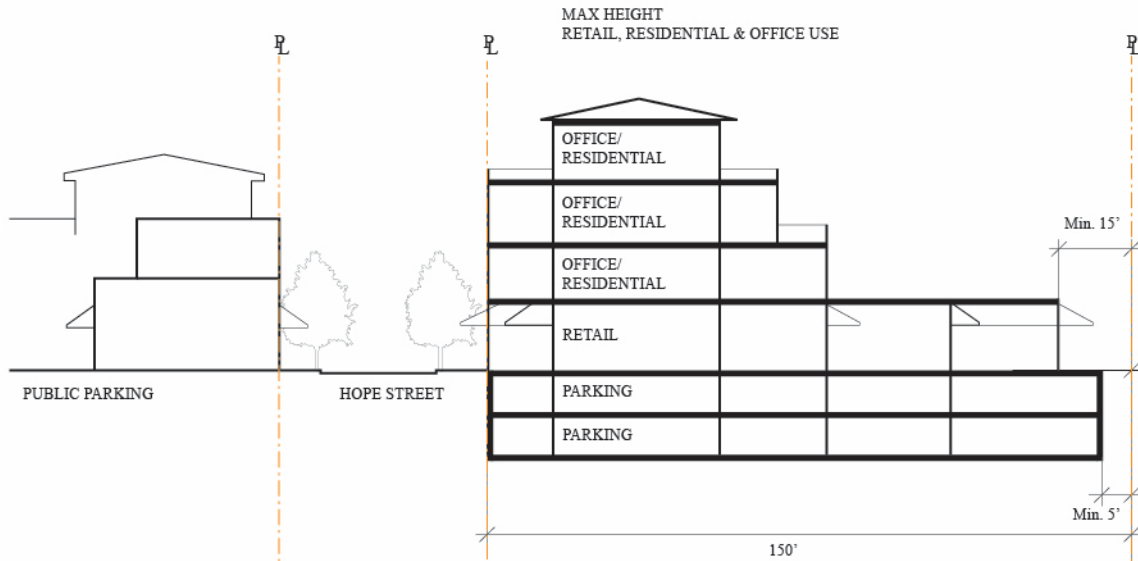 MAX HEIGHT
RETAIL, RESIDENTIAL & OFFICE USE
PL
PL
PL
OFFICE/
RESIDENTIAL
OFFICE/
RESIDENTIAL
Min. 15’
OFFICE/
RESIDENTIAL
RETAIL
PUBLIC PARKING
HOPE STREET
PARKING
PARKING
Min. 5’
150’